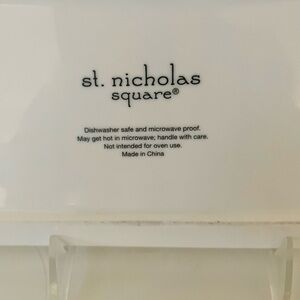 st. nicholas
square®
Dishwasher safe and microwave proof.
May get hot in microwave; handle with care.
Not intended for oven use.
Made in China